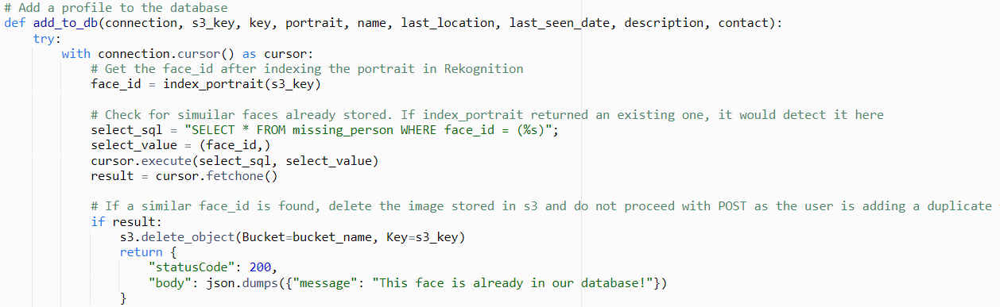 # Add a profile to the database
def add_to_db(connection, s3_key, key, portrait, name, last_location, last_seen_date, description, contact):
    try:
        with connection.cursor() as cursor:
            # Get the face_id after indexing the portrait in Rekognition
            face_id = index_portrait(s3_key)

            # Check for simuilar faces already stored. If index_portrait returned an existing one, it would detect it here
            select_sql = "SELECT * FROM missing_person WHERE face_id = (%s)";
            select_value = (face_id,)
            cursor.execute(select_sql, select_value)
            result = cursor.fetchone()

            # If a similar face_id is found, delete the image stored in s3 and do not proceed with POST as the user is adding a duplicate
            if result:
                s3.delete_object(Bucket=bucket_name, Key=s3_key)
                return {
                    "statusCode": 200,
                    "body": json.dumps({"message": "This face is already in our database!"})
                }